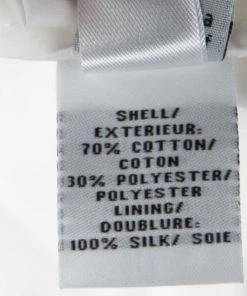 SHELL/
EXTERIEUR:
70% COTTON/
COTON
30% POLYESTER/
POLYESTER
LINING/
DOUBLURE:
100% SILK/ SOIE